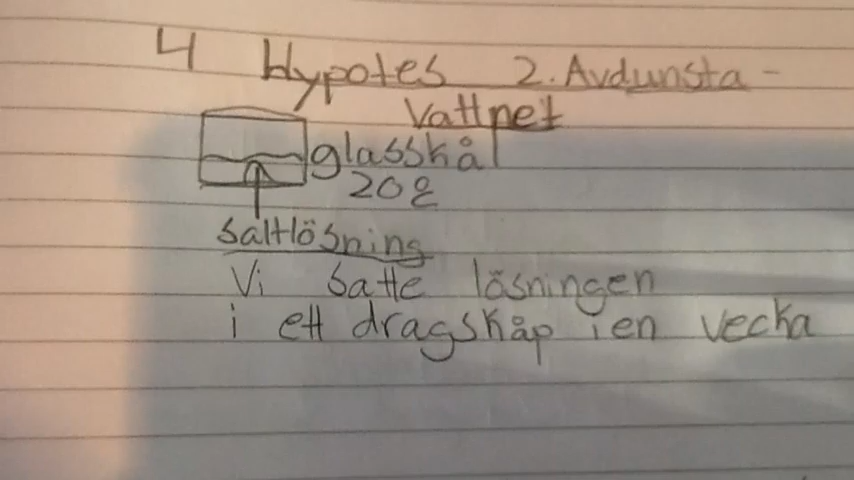 4 Hypotes 2. Avdunsta-
Vattnet
glasskål
20g
saltlösning
Vi satte lösningen
i ett dragskåp i en vecka